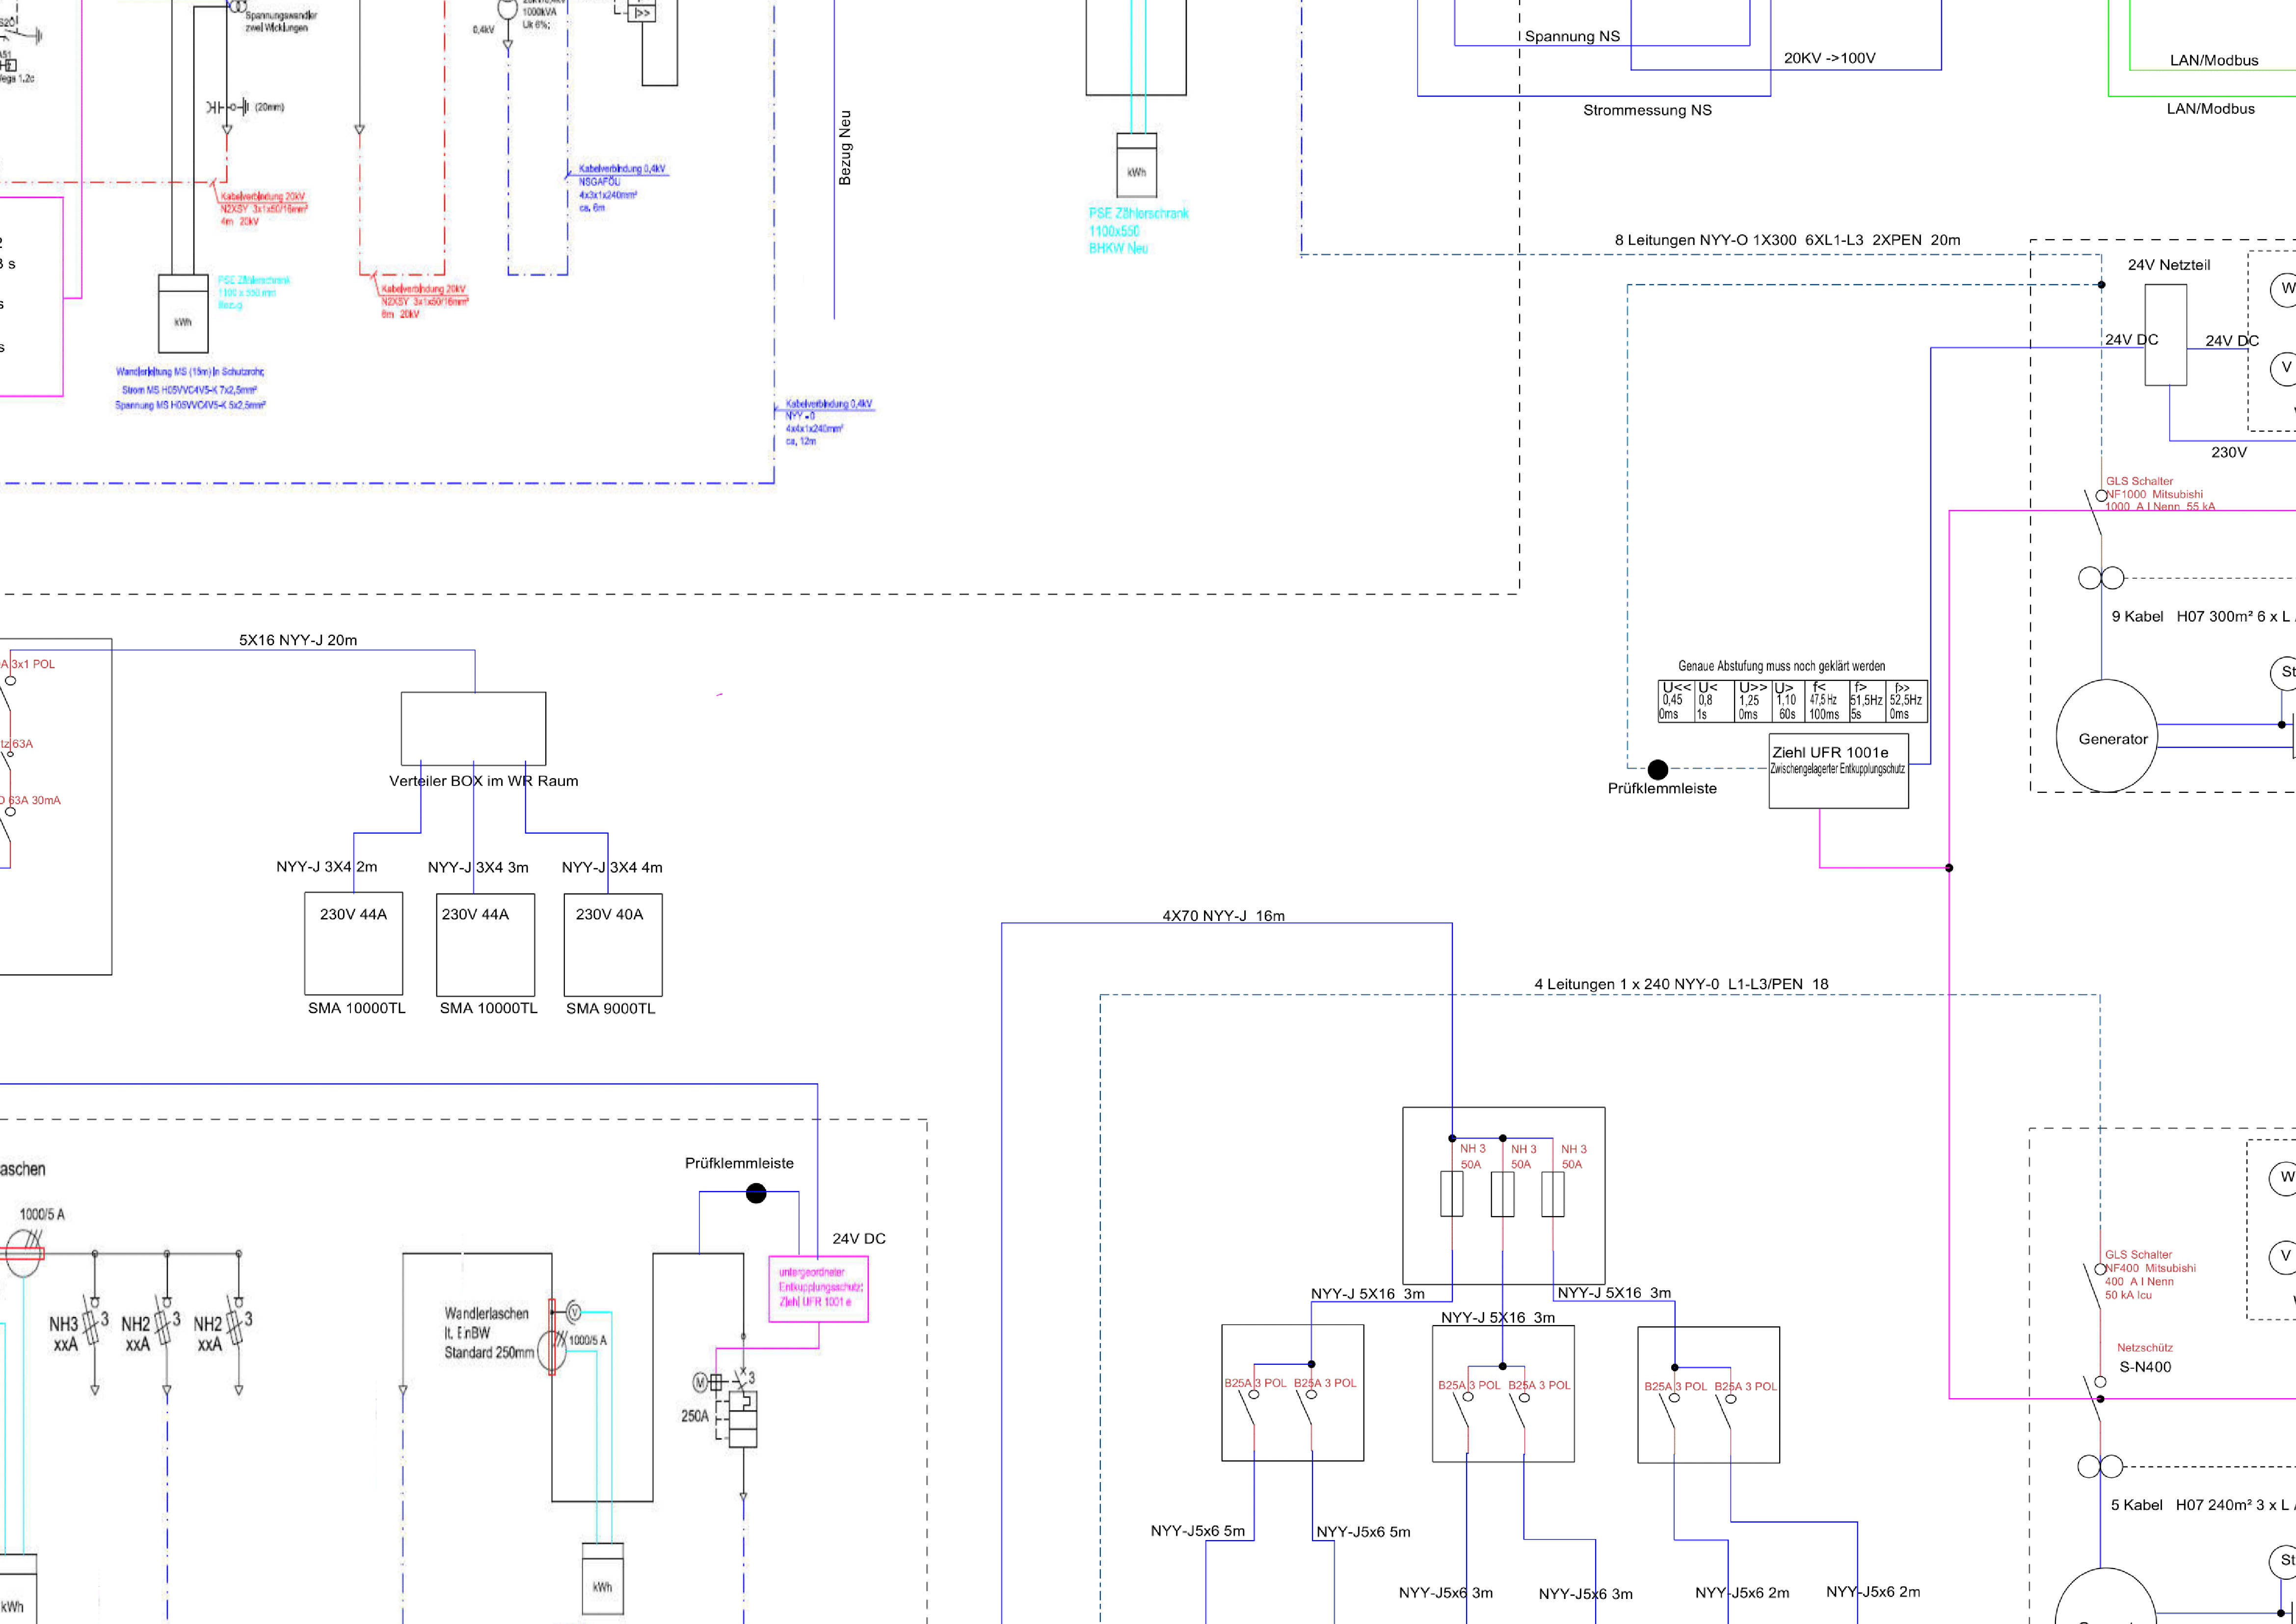 Spannungswandler
zwei Wicklungen
0,4kV
1000kVA
Uk 6%;
>>
(20mm)
Kabelverbindung 20kV
N2XSY 3x1x50/16mm²
4m 20kV
PSE Zählerschrank
1100 x 550 mm
Bezug
kWh
Wandlerleitung MS (15m) in Schutzrohr;
Strom MS H05VVC4V5-K 7x2,5mm²
Spannung MS H05VVC4V5-K 5x2,5mm²
Kabelverbindung 20kV
N2XSY 3x1x50/16mm²
6m 20kV
Kabelverbindung 0,4kV
NSGAFÖU
4x3x1x240mm²
ca. 6m
Bezug Neu
Kabelverbindung 0,4kV
NYY -0
4x4x1x240mm²
ca. 12m
kWh
PSE Zählerschrank
1100x550
BHKW Neu
Spannung NS
20KV ->100V
Strommessung NS
LAN/Modbus
LAN/Modbus
8 Leitungen NYY-O 1X300 6XL1-L3 2XPEN 20m
24V Netzteil
W
24V DC
24V DC
V
230V
GLS Schalter
NF1000 Mitsubishi
1000 A I Nenn 55 kA
9 Kabel H07 300m² 6 x L
St
Generator
Genaue Abstufung muss noch geklärt werden
U<< U< U>> U> f< f> f>>
0,45 0,8 1,25 1,10 47,5 Hz 51,5Hz 52,5Hz
0ms 1s 0ms 60s 100ms 5s 0ms
Ziehl UFR 1001e
Zwischengelagerter Entkupplungschutz
Prüfklemmleiste
5X16 NYY-J 20m
A 3x1 POL
tz 63A
63A 30mA
Verteiler BOX im WR Raum
NYY-J 3X4 2m
NYY-J 3X4 3m
NYY-J 3X4 4m
230V 44A
230V 44A
230V 40A
SMA 10000TL
SMA 10000TL
SMA 9000TL
4X70 NYY-J 16m
4 Leitungen 1 x 240 NYY-0 L1-L3/PEN 18
NH 3
50A
NH 3
50A
NH 3
50A
NYY-J 5X16 3m
NYY-J 5X16 3m
NYY-J 5X16 3m
B25A 3 POL
B25A 3 POL
B25A 3 POL
B25A 3 POL
B25A 3 POL
B25A 3 POL
NYY-J5x6 5m
NYY-J5x6 5m
NYY-J5x6 3m
NYY-J5x6 3m
NYY-J5x6 2m
NYY-J5x6 2m
W
V
GLS Schalter
NF400 Mitsubishi
400 A I Nenn
50 kA Icu
Netzschütz
S-N400
5 Kabel H07 240m² 3 x L
St
aschen
1000/5 A
NH3
xxA
3
NH2
xxA
3
NH2
xxA
3
kWh
Wandlerlaschen
lt. EnBW
Standard 250mm
V
1000/5 A
kWh
Prüfklemmleiste
24V DC
untergeordneter
Entkupplungsschutz;
Ziehl UFR 1001 e
M
3
250A